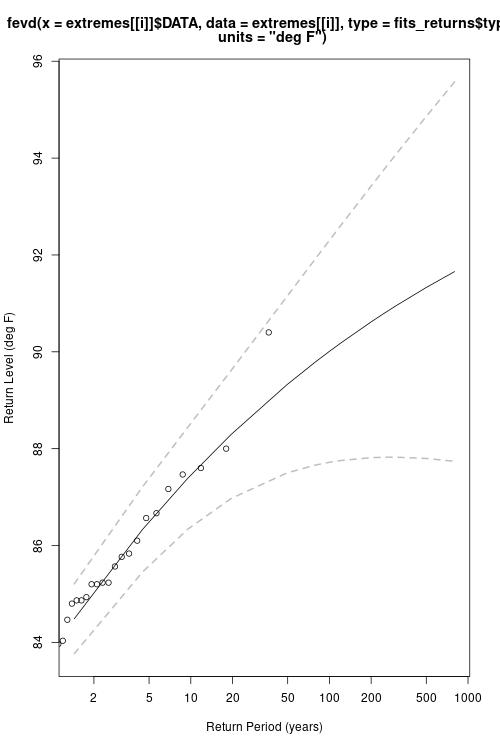 fevd(x = extremes[[i]]$DATA, data = extremes[[i]], type = fits_returns$typ
units = "deg F")
96
94
92
90
88
86
84
Return Level (deg F)
2 5 10 20 50 100 200 500 1000
Return Period (years)